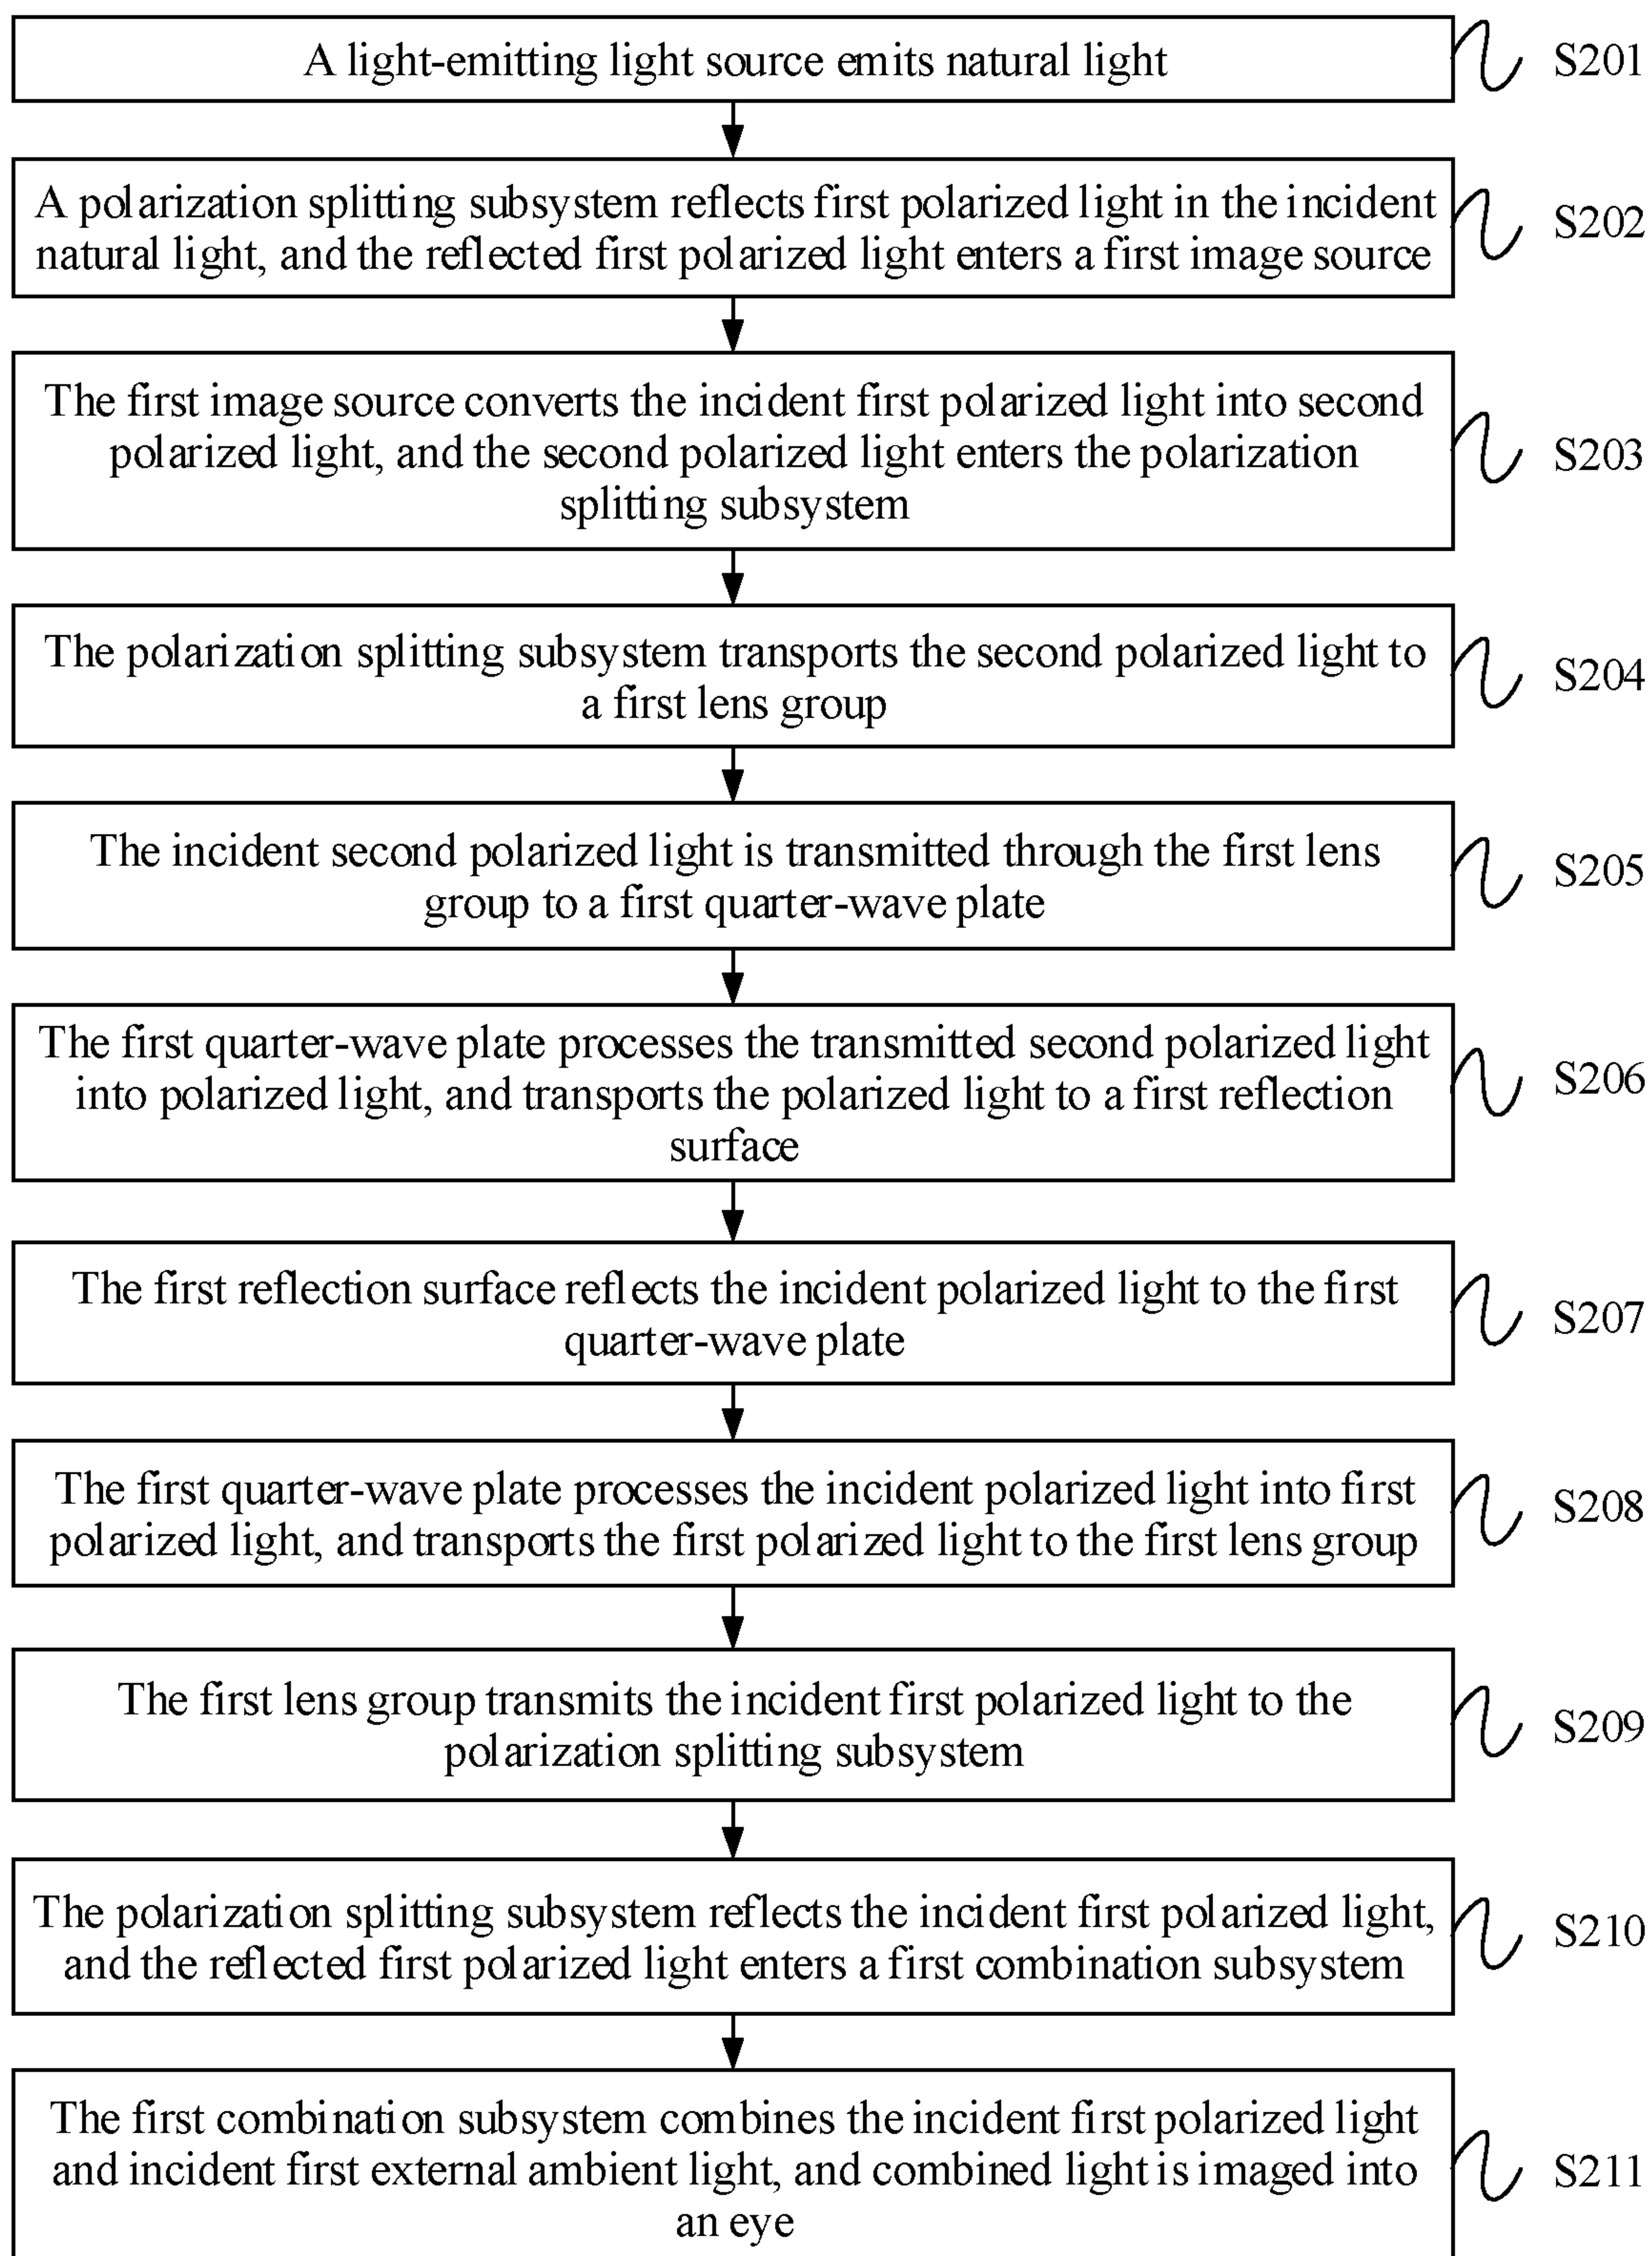 A light-emitting light source emits natural light
S201
A polarization splitting subsystem reflects first polarized light in the incident
natural light, and the reflected first polarized light enters a first image source
S202
The first image source converts the incident first polarized light into second
polarized light, and the second polarized light enters the polarization
splitting subsystem
S203
The polarization splitting subsystem transports the second polarized light to
a first lens group
S204
The incident second polarized light is transmitted through the first lens
group to a first quarter-wave plate
S205
The first quarter-wave plate processes the transmitted second polarized light
into polarized light, and transports the polarized light to a first reflection
surface
S206
The first reflection surface reflects the incident polarized light to the first
quarter-wave plate
S207
The first quarter-wave plate processes the incident polarized light into first
polarized light, and transports the first polarized light to the first lens group
S208
The first lens group transmits the incident first polarized light to the
polarization splitting subsystem
S209
The polarization splitting subsystem reflects the incident first polarized light,
and the reflected first polarized light enters a first combination subsystem
S210
The first combination subsystem combines the incident first polarized light
and incident first external ambient light, and combined light is imaged into
an eye
S211